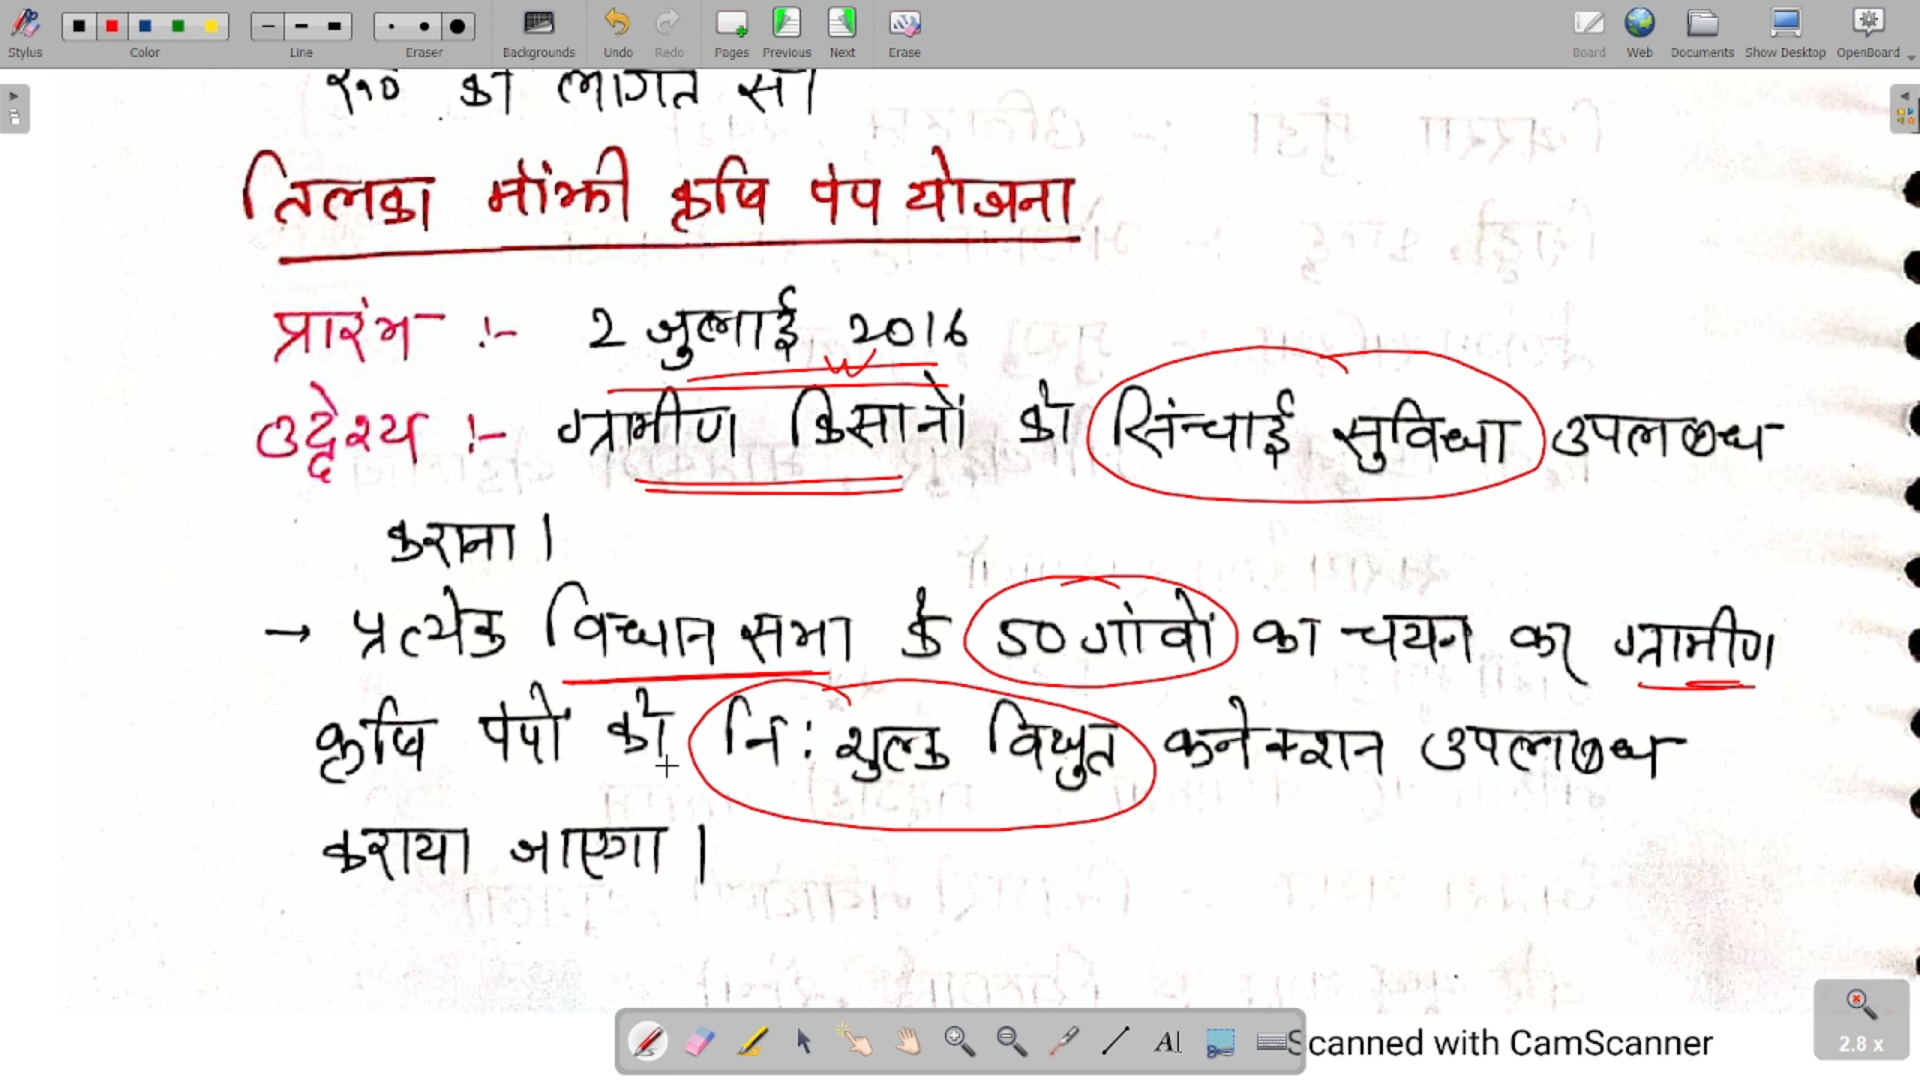 Stylus
Color
Line
Eraser
Backgrounds
Undo
Redo
Pages
Previous
Next
Erase
Board
Web
Documents
Show Desktop
OpenBoard
की लागत से।
तिलका मांझी कृषि पंप योजना
प्रारंभ :- 2 जुलाई 2016
उद्देश्य :- ग्रामीण किसानों को सिंचाई सुविधा उपलब्ध
कराना।
→ प्रत्येक विधान सभा के 50 गांवों का चयन कर ग्रामीण
कृषि पंपों को नि:शुल्क विद्युत कनेक्शन उपलब्ध
कराया जाएगा।
Scanned with CamScanner
2.8 x